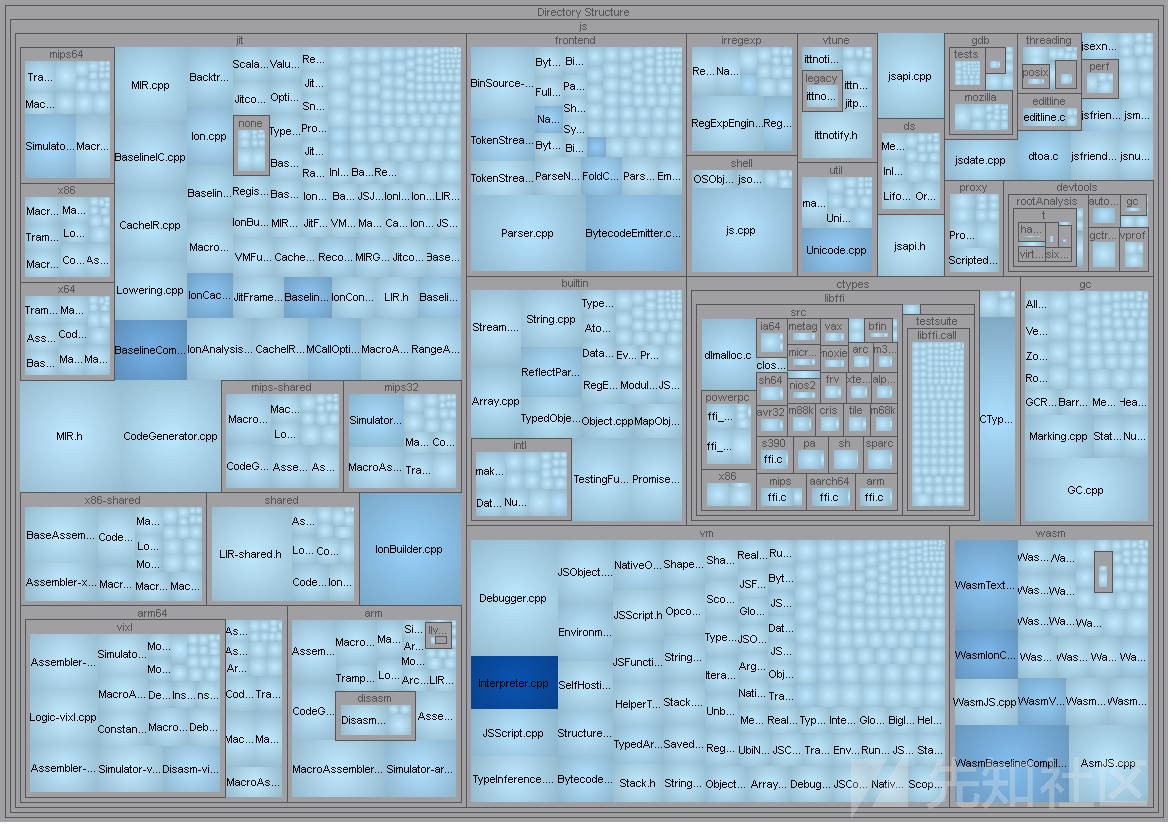 Directory Structure
js
jit
mips64
Tra...
Mac...
Simulato...
Macr...
x86
Macr...
Ma...
Tram...
Lo...
Macr...
Co...
As...
x64
Tram...
Ma...
Ass...
Cod...
Bas...
Ma...
Ma...
MIR.cpp
BaselineIC.cpp
CacheIR.cpp
Lowering.cpp
BaselineCom...
Backtr...
Ion.cpp
Baselin...
Macro...
IonCac...
Scala...
Valu...
Re...
Jitco...
Opti...
Jit...
Sn...
none
Type...
Pro...
Jit...
Bas...
Ra...
Inl...
Ba...
Re...
Regis...
Bas...
Ion...
Ba...
JSJ...
IonI...
Ion...
LIR...
IonBu...
MIR...
JitF...
VM...
Ma...
Ca...
Ion...
JS...
VMFu...
Cache...
Reco...
MIRG...
Jitco...
Base...
JitFrame...
Baselin...
IonCon...
LIR.h
Baseli...
IonAnalysis...
CacheIR...
MCallOpti...
MacroA...
RangeA...
MIR.h
CodeGenerator.cpp
mips-shared
Macro...
Mac...
Lo...
CodeG...
Asse...
As...
mips32
Simulator...
Ma...
Co...
MacroAs...
Tra...
x86-shared
BaseAssem...
Code...
Ma...
Lo...
Mo...
Assembler-x...
Macr...
Mac...
Mac...
shared
LIR-shared.h
As...
Lo...
Co...
Code...
Ion...
IonBuilder.cpp
arm64
vixl
Assembler-...
Simulato...
Mo...
Mo...
MacroA...
De...
Ins...
ns...
Logic-vixl.cpp
Constan...
Macro...
Deb...
Assembler-...
Simulator-v...
Disasm-vi...
As...
As...
Ar...
Cod...
Tra...
Mac...
Ma...
MacroAs...
arm
Assem...
Macro...
Ma...
Si...
Ar...
llv...
Mo...
Tramp...
Lo...
Arc...
LIR...
disasm
Disasm...
CodeG...
Asse...
MacroAssembler...
Simulator-ar...
frontend
BinSource-...
Byt...
Bi...
Full...
Pa...
Na...
Sh...
Sy...
TokenStrea...
Byt...
Bi...
TokenStrea...
ParseN...
FoldC...
Pars...
Em...
Parser.cpp
BytecodeEmitter.c...
irregexp
Re...
Na...
RegExpEngin...
Reg...
shell
OSObj...
jso...
js.cpp
vtune
ittnoti...
legacy
ittno...
ittn...
jitp...
ittnotify.h
util
ma...
Uni...
Unicode.cpp
jsapi.cpp
ds
Me...
Inl...
Lifo...
Or...
jsapi.h
gdb
tests
mozilla
threading
posix
editline
editline.c
jsexn...
perf
jsfrien...
jsm...
jsdate.cpp
dtoa.c
jsfriend...
jsnu...
proxy
Pro...
Scripted...
devtools
rootAnalysis
t
ha...
virt...
six...
auto...
gc
gctr...
vprof
builtin
Stream....
String.cpp
Type...
Ato...
Data...
Ev...
Pr...
ReflectPar...
RegE...
Modul...
JS...
Array.cpp
TypedObje...
Object.cpp
MapObj...
intl
mak...
Dat...
Nu...
TestingFu...
Promise...
ctypes
libffi
src
dlmalloc.c
ia64
metag
vax
bfin
clos...
micr...
moxie
arc
m3...
sh64
nios2
frv
xte...
alp...
powerpc
ffi_...
ffi_...
avr32
m88k
cris
tile
m68k
s390
ffi.c
pa
sh
sparc
x86
mips
ffi.c
aarch64
ffi.c
arm
ffi.c
testsuite
libffi.call
CTyp...
gc
All...
Ve...
Zo...
Ro...
GCR...
Barr...
Me...
Hea...
Marking.cpp
Stat...
Nu...
GC.cpp
vm
Debugger.cpp
Interpreter.cpp
JSScript.cpp
TypeInference....
JSObject....
Environm...
SelfHosti...
Structure...
Bytecode...
NativeO...
Shape...
JSScript.h
Opco...
JSFuncti...
String...
HelperT...
Stack....
TypedAr...
Saved...
Stack.h
String...
Sha...
Real...
Ru...
Sco...
JSF...
Byt...
Glo...
JS...
Type...
JSO...
Dat...
JS...
Itera...
Arg...
Obj...
Unb...
Nati...
Tra...
Me...
Real...
Typ...
Inte...
Glo...
Bigl...
Hel...
Reg...
UbiN...
JSC...
Tra...
Env...
Run...
JS...
Sta...
Object...
Array...
Debug...
JSCo...
Nativ...
Scop...
wasm
WasmText...
WasmIonC...
WasmJS.cpp
WasmBaselineCompil...
Was...
Wa...
Was...
Wa...
Was...
Wa...
Wa...
Was...
Was...
Wa...
Wa...
WasmV...
Wasm...
Wasm...
AsmJS.cpp
先知社区